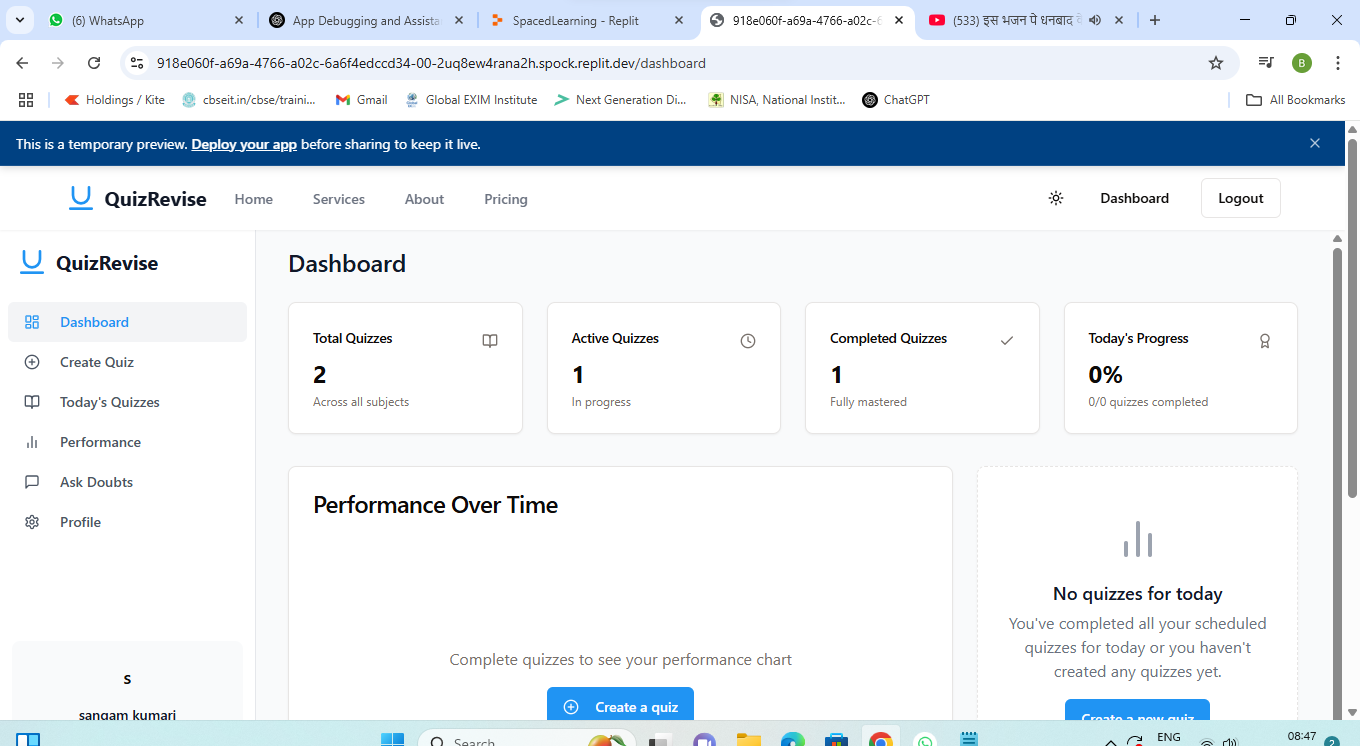 (6) WhatsApp
App Debugging and Assista
SpacedLearning - Replit
918e060f-a69a-4766-a02c-6
(533) इस भजन पे धनबाद
918e060f-a69a-4766-a02c-6a6f4edccd34-00-2uq8ew4rana2h.spock.replit.dev/dashboard
B
Holdings / Kite
cbseit.in/cbse/traini...
Gmail
Global EXIM Institute
Next Generation Di...
NISA, National Instit...
ChatGPT
All Bookmarks
This is a temporary preview. Deploy your app before sharing to keep it live.
QuizRevise
Home
Services
About
Pricing
Dashboard
Logout
QuizRevise
Dashboard
Create Quiz
Today's Quizzes
Performance
Ask Doubts
Profile
S
sangam kumari
Dashboard
Total Quizzes
2
Across all subjects
Active Quizzes
1
In progress
Completed Quizzes
1
Fully mastered
Today's Progress
0%
0/0 quizzes completed
Performance Over Time
Complete quizzes to see your performance chart
Create a quiz
No quizzes for today
You've completed all your scheduled
quizzes for today or you haven't
created any quizzes yet.
Create a new quiz
Search
ENG
08:47
2